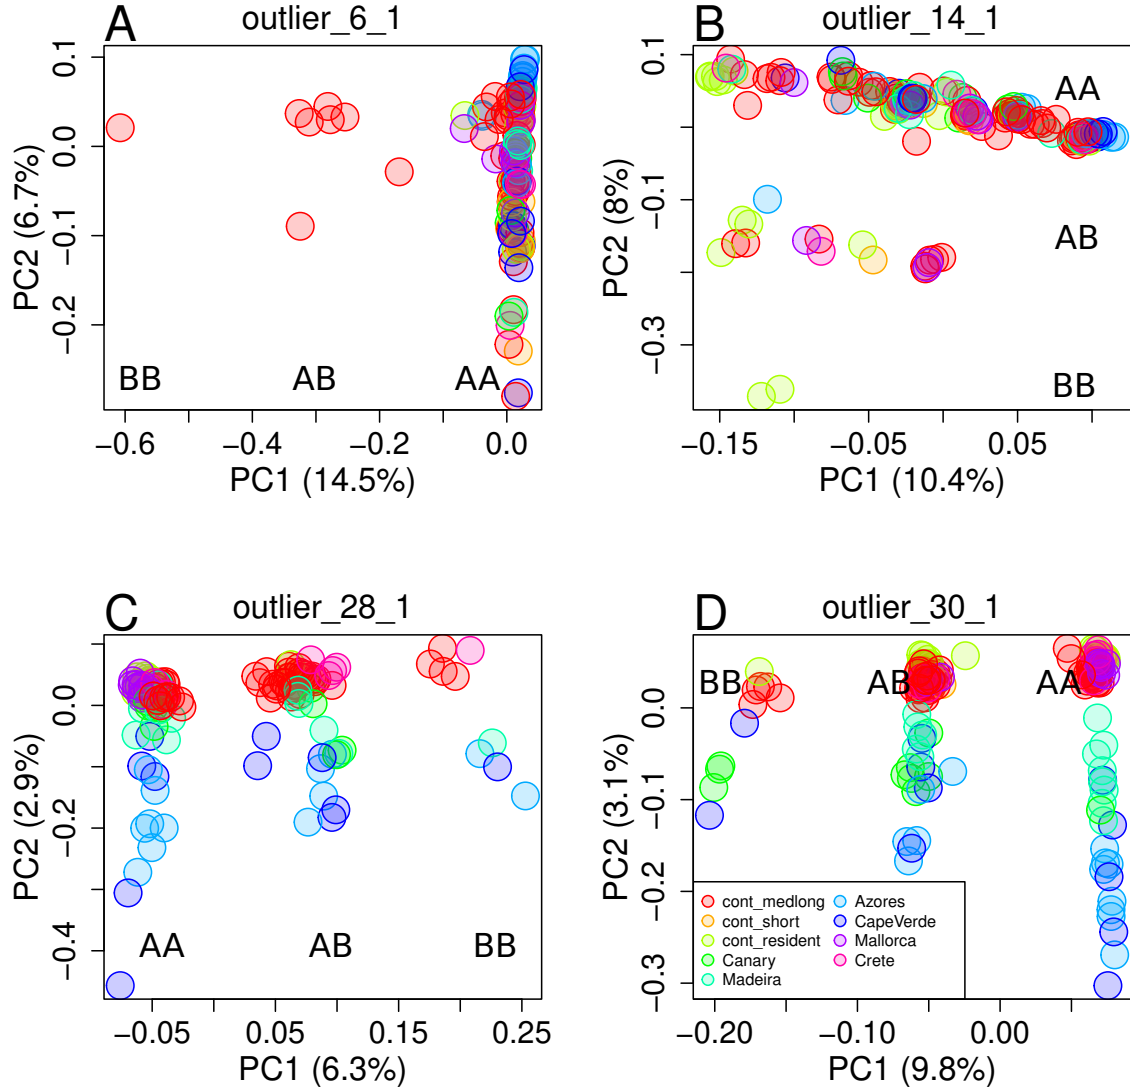 A
outlier_6_1
0.1
0.0
−0.1
−0.2
PC2 (6.7%)
BB
AB
AA
−0.6
−0.4
−0.2
0.0
PC1 (14.5%)
B
outlier_14_1
0.1
−0.1
−0.3
PC2 (8%)
AA
AB
BB
−0.15
−0.05
0.05
PC1 (10.4%)
C
outlier_28_1
0.0
−0.2
−0.4
PC2 (2.9%)
AA
AB
BB
−0.05
0.05
0.15
0.25
PC1 (6.3%)
D
outlier_30_1
0.0
−0.1
−0.2
−0.3
PC2 (3.1%)
BB
AB
AA
cont_medlong
cont_short
cont_resident
Canary
Madeira
Azores
CapeVerde
Mallorca
Crete
−0.20
−0.10
0.00
PC1 (9.8%)